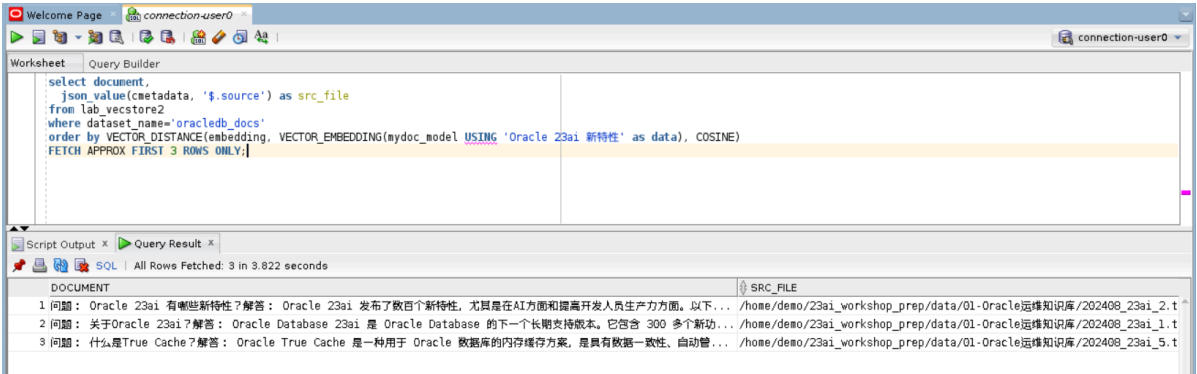 Welcome Page
connection-user0
connection-user0
Worksheet Query Builder
select document,
json_value(cmetadata, '$.source') as src_file
from lab_vecstore2
where dataset_name='oracledb_docs'
order by VECTOR_DISTANCE(embedding, VECTOR_EMBEDDING(mydoc_model USING 'Oracle 23ai 新特性' as data), COSINE)
FETCH APPROX FIRST 3 ROWS ONLY;
Script Output x Query Result x
SQL | All Rows Fetched: 3 in 3.822 seconds
DOCUMENT SRC_FILE
1 问题： Oracle 23ai 有哪些新特性？解答： Oracle 23ai 发布了数百个新特性，尤其是在AI方面和提高开发人员生产力方面。以下... /home/demo/23ai_workshop_prep/data/01-Oracle运维知识库/202408_23ai_2.t
2 问题： 关于Oracle 23ai？解答： Oracle Database 23ai 是 Oracle Database 的下一个长期支持版本。它包含 300 多个新功... /home/demo/23ai_workshop_prep/data/01-Oracle运维知识库/202408_23ai_1.t
3 问题： 什么是True Cache？解答： Oracle True Cache 是一种用于 Oracle 数据库的内存缓存方案，是具有数据一致性、自动管... /home/demo/23ai_workshop_prep/data/01-Oracle运维知识库/202408_23ai_5.t